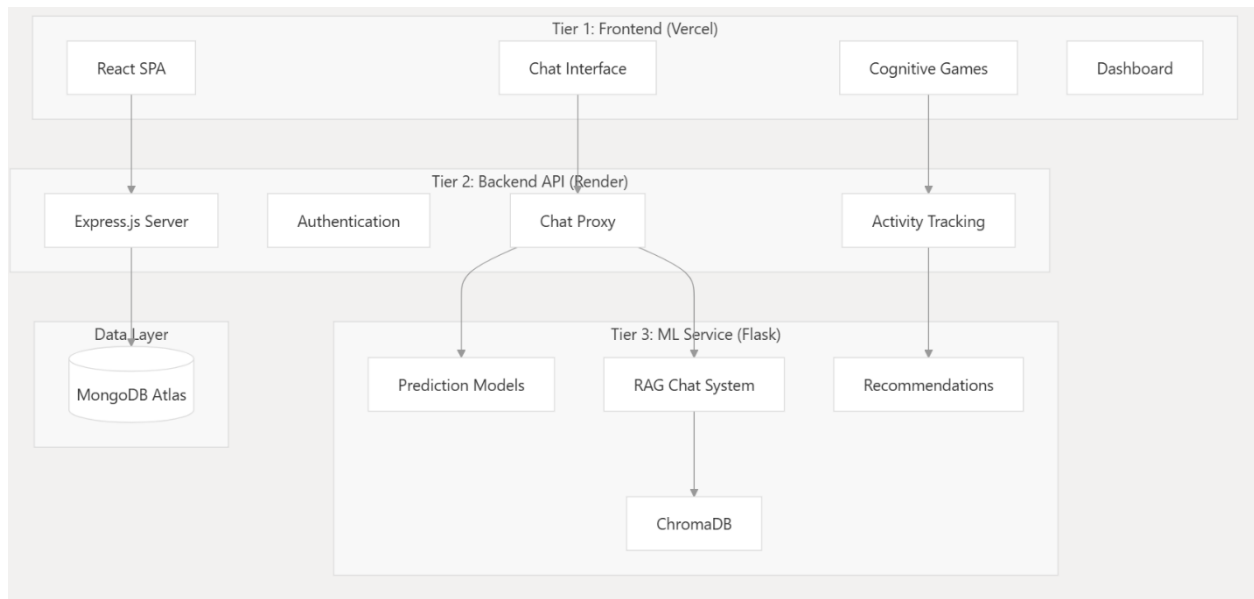 Tier 1: Frontend (Vercel)
React SPA
Chat Interface
Cognitive Games
Dashboard
Tier 2: Backend API (Render)
Express.js Server
Authentication
Chat Proxy
Activity Tracking
Data Layer
MongoDB Atlas
Tier 3: ML Service (Flask)
Prediction Models
RAG Chat System
Recommendations
ChromaDB